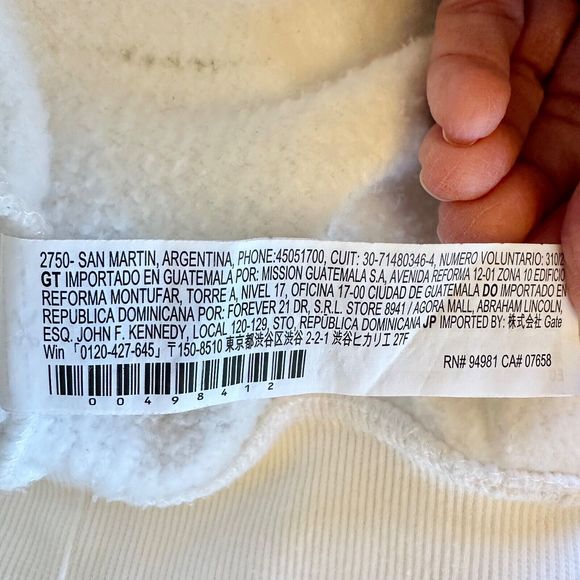 2750- SAN MARTIN, ARGENTINA, PHONE:45051700, CUIT: 30-71480346-4, NUMERO VOLUNTARIO: 310/2
GT IMPORTADO EN GUATEMALA POR: MISSION GUATEMALA S.A, AVENIDA REFORMA 12-01 ZONA 10 EDIFICIO
REFORMA MONTUFAR, TORRE A, NIVEL 17, OFICINA 17-00 CIUDAD DE GUATEMALA DO IMPORTADO EN
REPUBLICA DOMINICANA POR: FOREVER 21 DR, S.R.L. STORE 8941 / AGORA MALL, ABRAHAM LINCOLN,
ESQ. JOHN F. KENNEDY, LOCAL 120-129, STO, REPÚBLICA DOMINICANA JP IMPORTED BY: 株式会社 Gate
Win「0120-427-645」〒150-8510 東京都渋谷区渋谷 2-2-1 渋谷ヒカリエ 27F
RN# 94981 CA# 07658
00498412